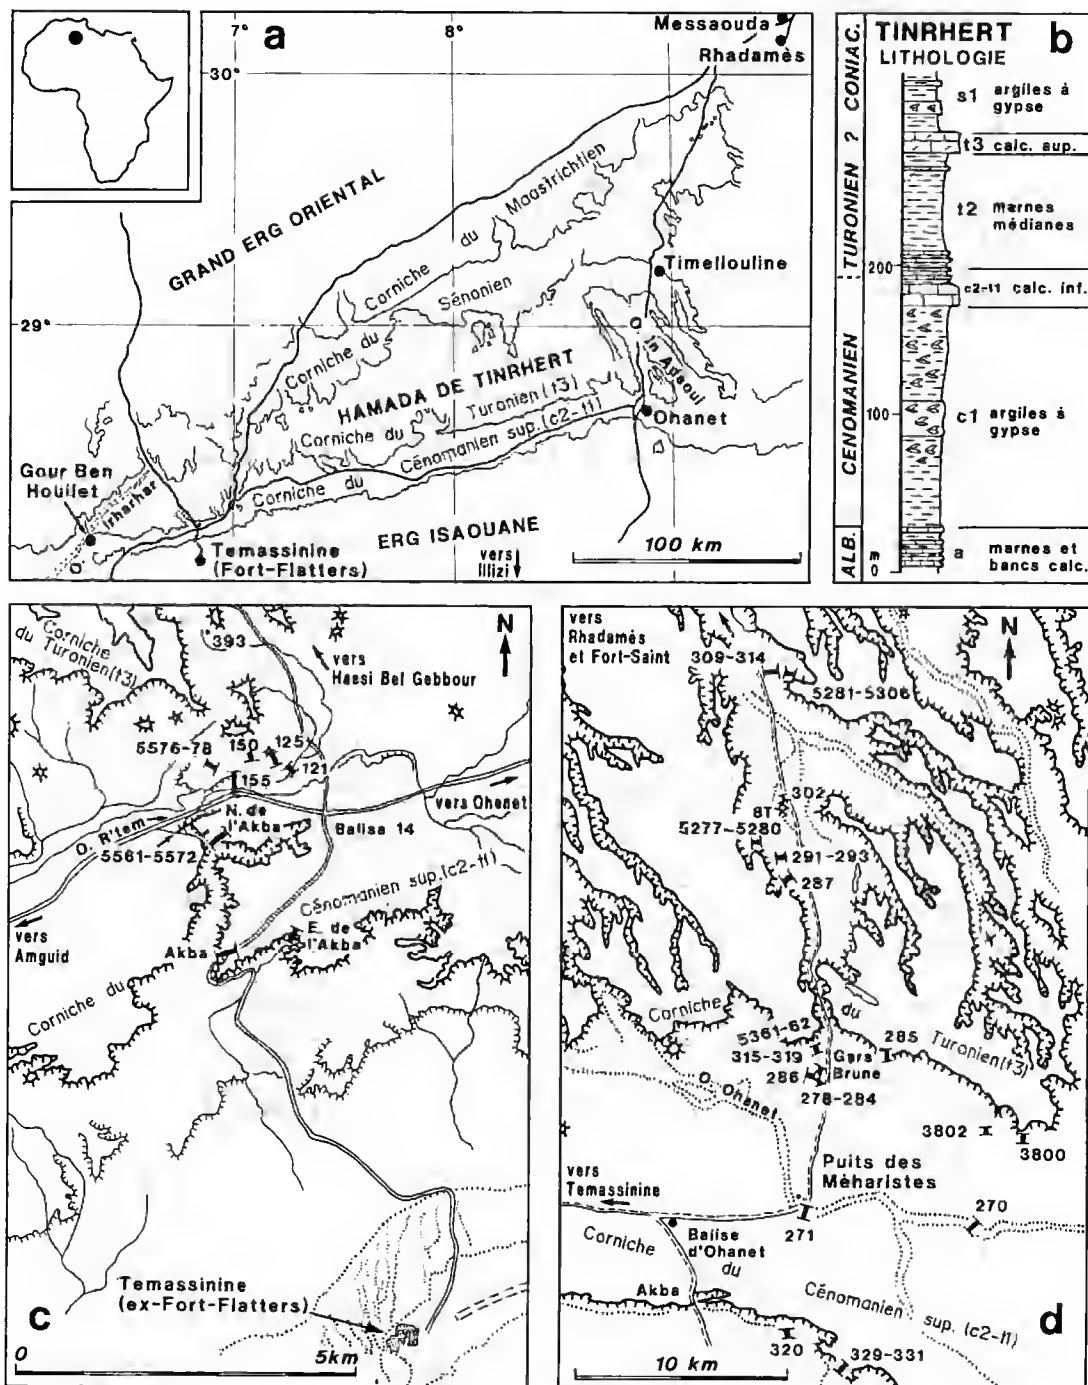 a
7°
8°
30°
29°
Messaouda
Rhadamès
GRAND ERG ORIENTAL
Corniche du Maastrichtien
Timellouline
Corniche du Sénonien
HAMADA DE TINRHERT
In Adaoui
Corniche du Turonien (t3)
Ohanet
Corniche du Cénomanien sup. (c2-t1)
Gour Ben
Houillet
Irharhar
ERG ISAOUANE
Temassinine
(Fort-Flatters)
vers
Illizi
100 km
b
TINRHERT
LITHOLOGIE
CONIAC.
?
TURONIEN
CENOMANIEN
ALB.
s1 argiles à
gypse
t3 calc. sup.
t2 marnes
médianes
200
c2-t1 calc. inf.
100
c1 argiles à
gypse
a marnes et
bancs calc.
m
0
c
N
Corniche
du Turonien (t3)
393
vers
Hassi Bel Gebbour
5576-78
150
125
121
155
vers Ohanet
N. de
l'Akba
O. R'tem
Balise 14
5561-5572
Cénomanien sup. (c2-t1)
E. de
l'Akba
vers
Amguid
Akba
Corniche du
Temassinine
(ex-Fort-Flatters)
0
5km
d
N
vers
Rhadamès
et Fort-Saint
309-314
5281-5306
302
8T
5277-5280
291-293
287
Corniche
du
Turonien (t3)
5361-62
285
315-319
Gara
Brune
286
278-284
O. Ohanet
3802
3800
Puits des
Méharistes
vers
Temassinine
270
271
Balise
d'Ohanet
Corniche
du
Akba
Cénomanien
sup. (c2-t1)
320
329-331
10 km